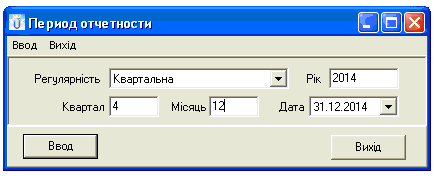 Период отчетности
Ввод Вихід
Регулярність Квартальна Рік 2014
Квартал 4 Місяць 12 Дата 31.12.2014
Ввод Вихід